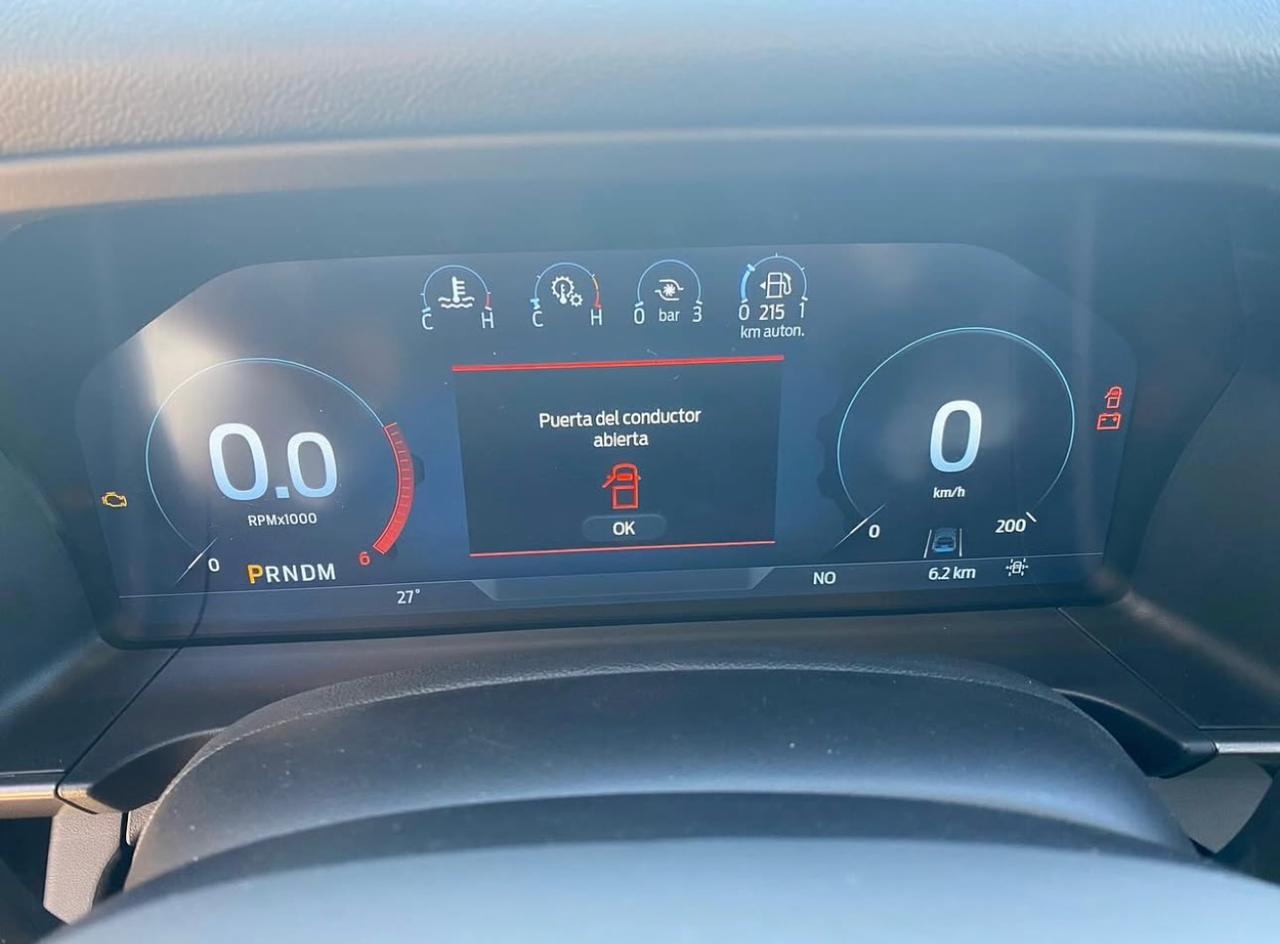 C H
C H
0 bar 3
0 215 1
km auton.
Puerta del conductor
abierta
OK
0.0
RPMx1000
0
6
PRNDM
27°
0
km/h
0
200
NO
6.2 km